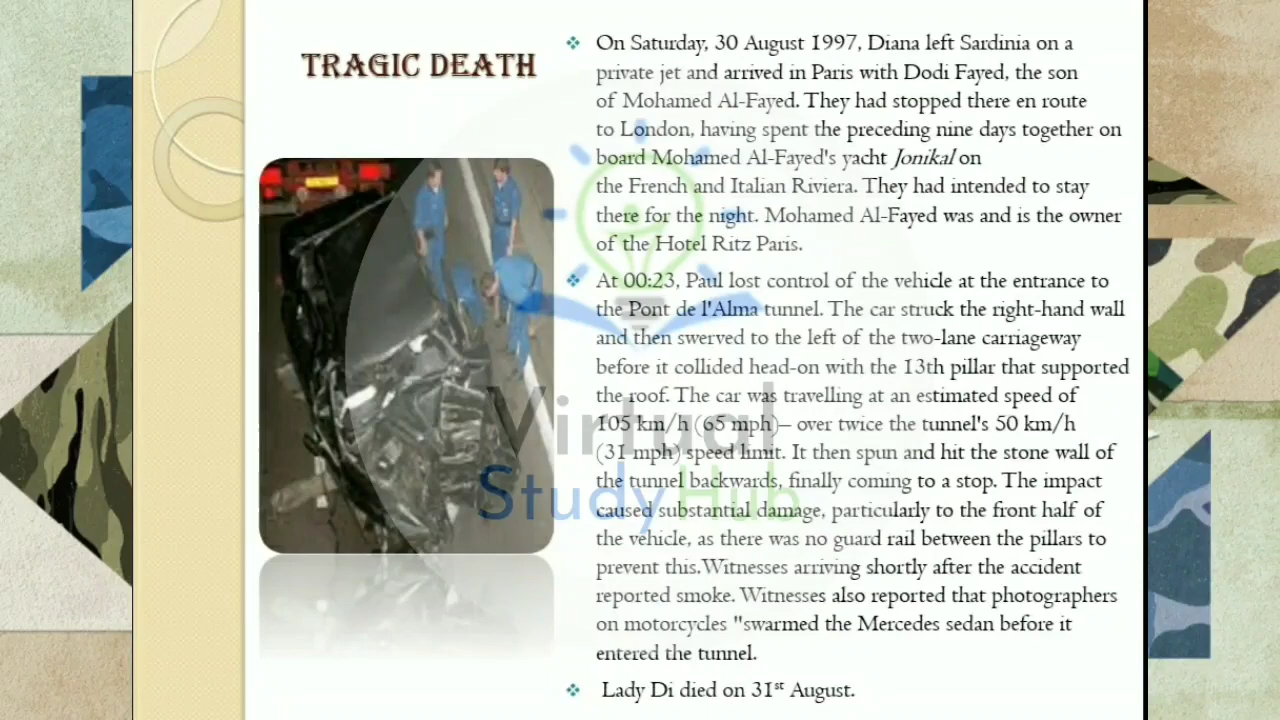 TRAGIC DEATH
On Saturday, 30 August 1997, Diana left Sardinia on a
private jet and arrived in Paris with Dodi Fayed, the son
of Mohamed Al-Fayed. They had stopped there en route
to London, having spent the preceding nine days together on
board Mohamed Al-Fayed's yacht Jonikal on
the French and Italian Riviera. They had intended to stay
there for the night. Mohamed Al-Fayed was and is the owner
of the Hotel Ritz Paris.
At 00:23, Paul lost control of the vehicle at the entrance to
the Pont de l'Alma tunnel. The car struck the right-hand wall
and then swerved to the left of the two-lane carriageway
before it collided head-on with the 13th pillar that supported
the roof. The car was travelling at an estimated speed of
105 km/h (65 mph)– over twice the tunnel's 50 km/h
(31 mph) speed limit. It then spun and hit the stone wall of
the tunnel backwards, finally coming to a stop. The impact
caused substantial damage, particularly to the front half of
the vehicle, as there was no guard rail between the pillars to
prevent this.Witnesses arriving shortly after the accident
reported smoke. Witnesses also reported that photographers
on motorcycles "swarmed the Mercedes sedan before it
entered the tunnel.
Lady Di died on 31st August.
Virtual
Study Hub